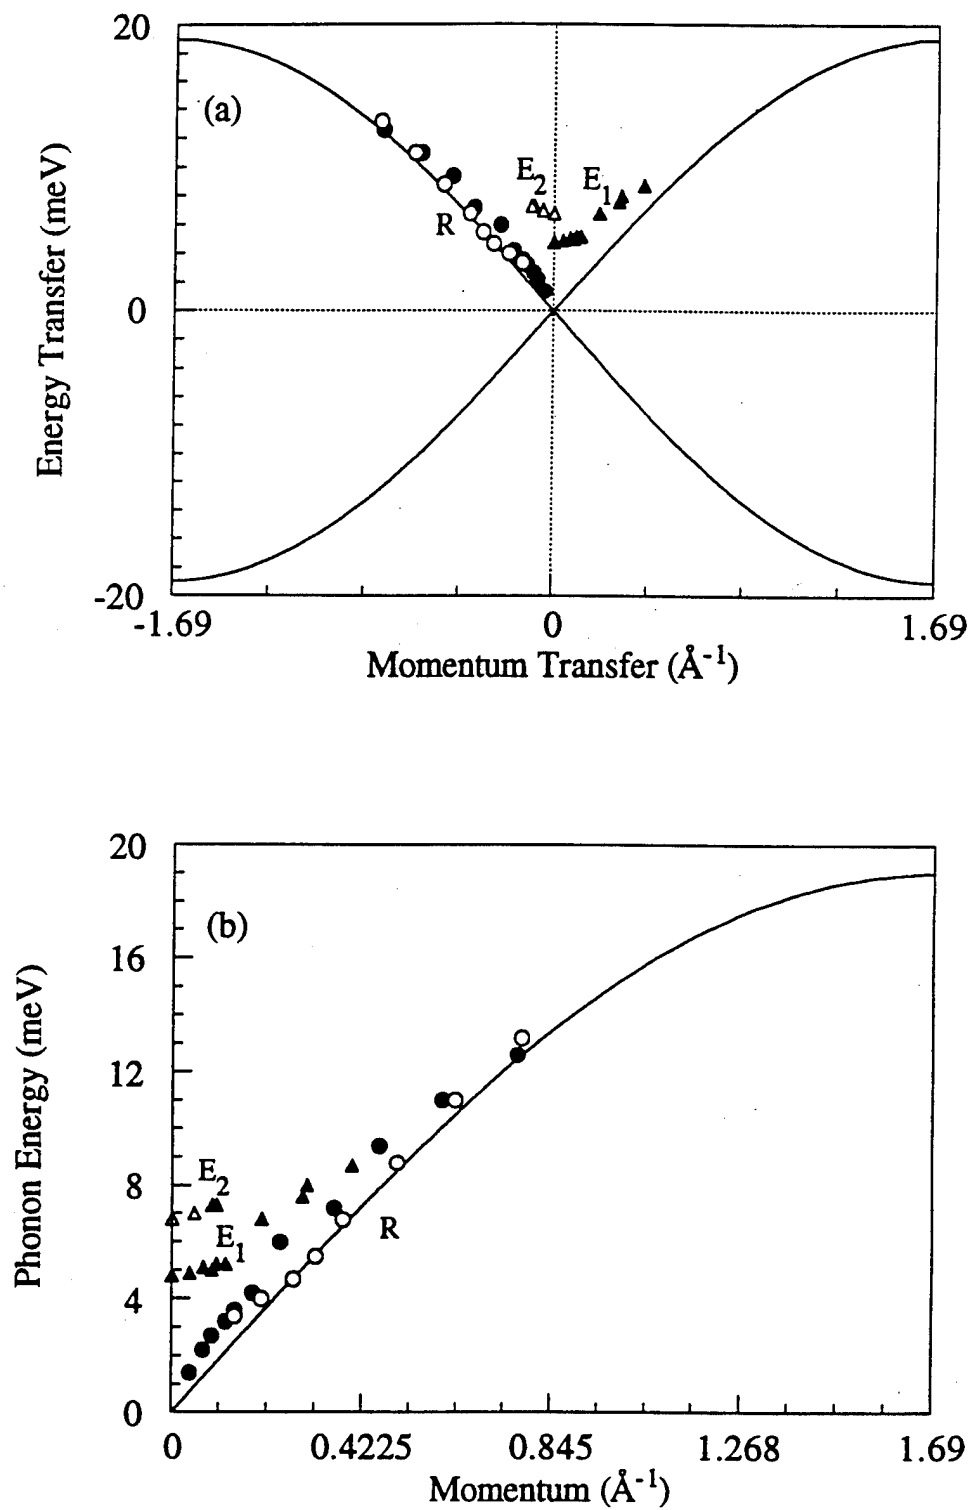 20
(a)
E2
E1
R
0
-20
-1.69 0 1.69
Energy Transfer (meV)
Momentum Transfer (Å-1)
20
(b)
16
12
8
4
0
E2
E1
R
0 0.4225 0.845 1.268 1.69
Phonon Energy (meV)
Momentum (Å-1)